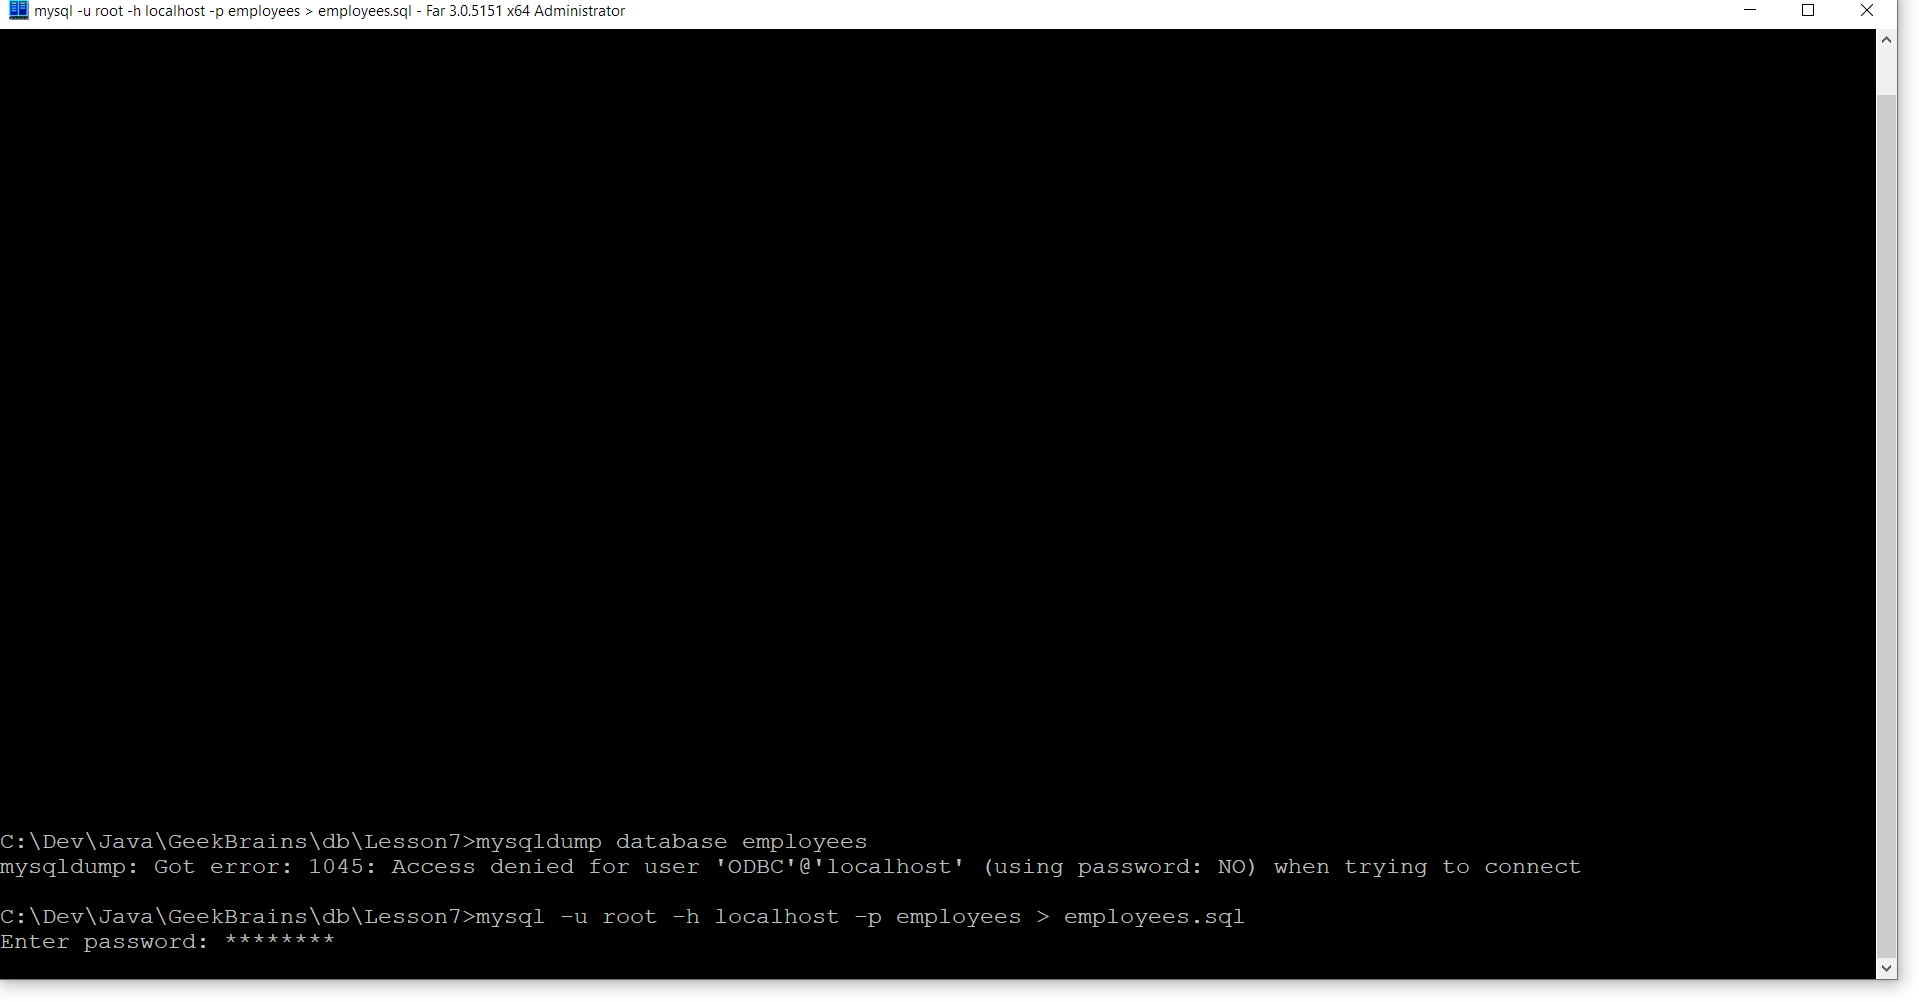 mysql -u root -h localhost -p employees > employees.sql - Far 3.0.5151 x64 Administrator
C:\Dev\Java\GeekBrains\db\Lesson7>mysqldump database employees
mysqldump: Got error: 1045: Access denied for user 'ODBC'@'localhost' (using password: NO) when trying to connect
C:\Dev\Java\GeekBrains\db\Lesson7>mysql -u root -h localhost -p employees > employees.sql
Enter password: ********